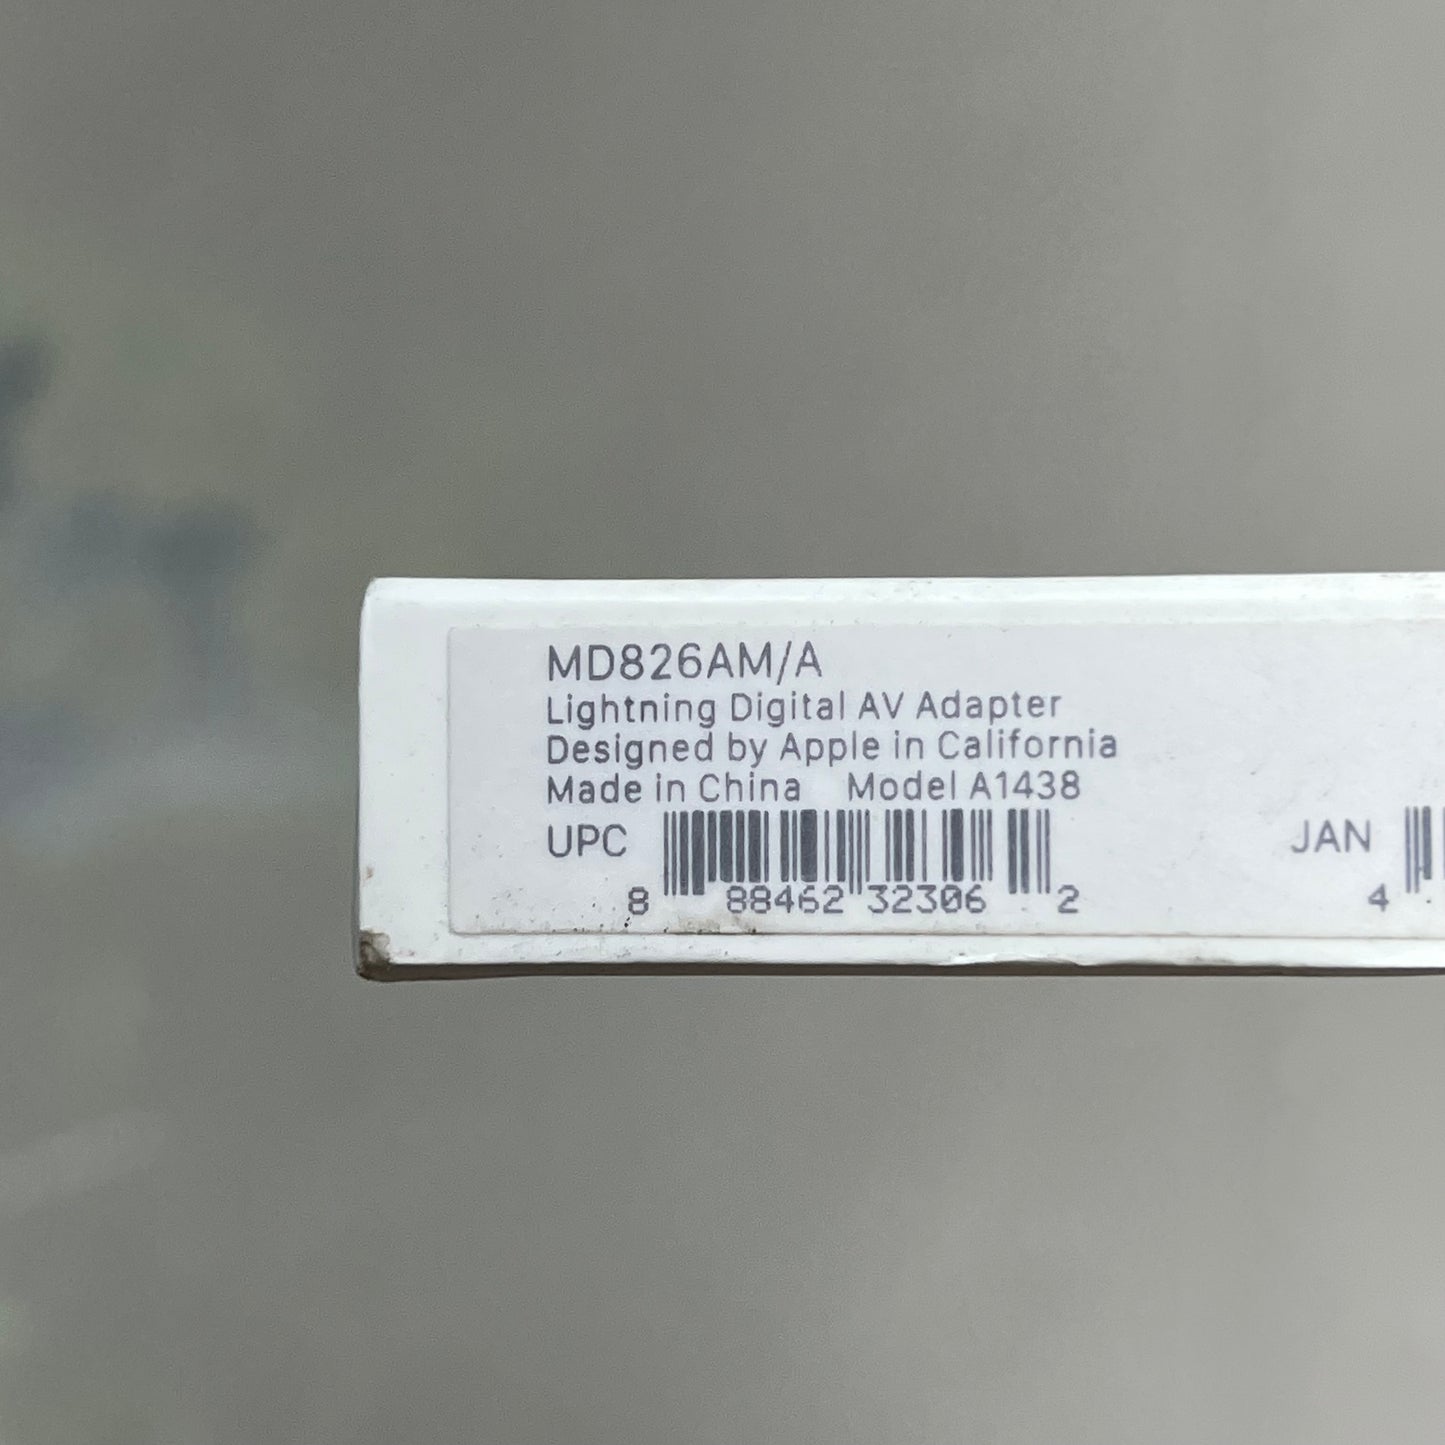 MD826AM/A
Lightning Digital AV Adapter
Designed by Apple in California
Made in China Model A1438
UPC
8 88462 32306 2
JAN
4